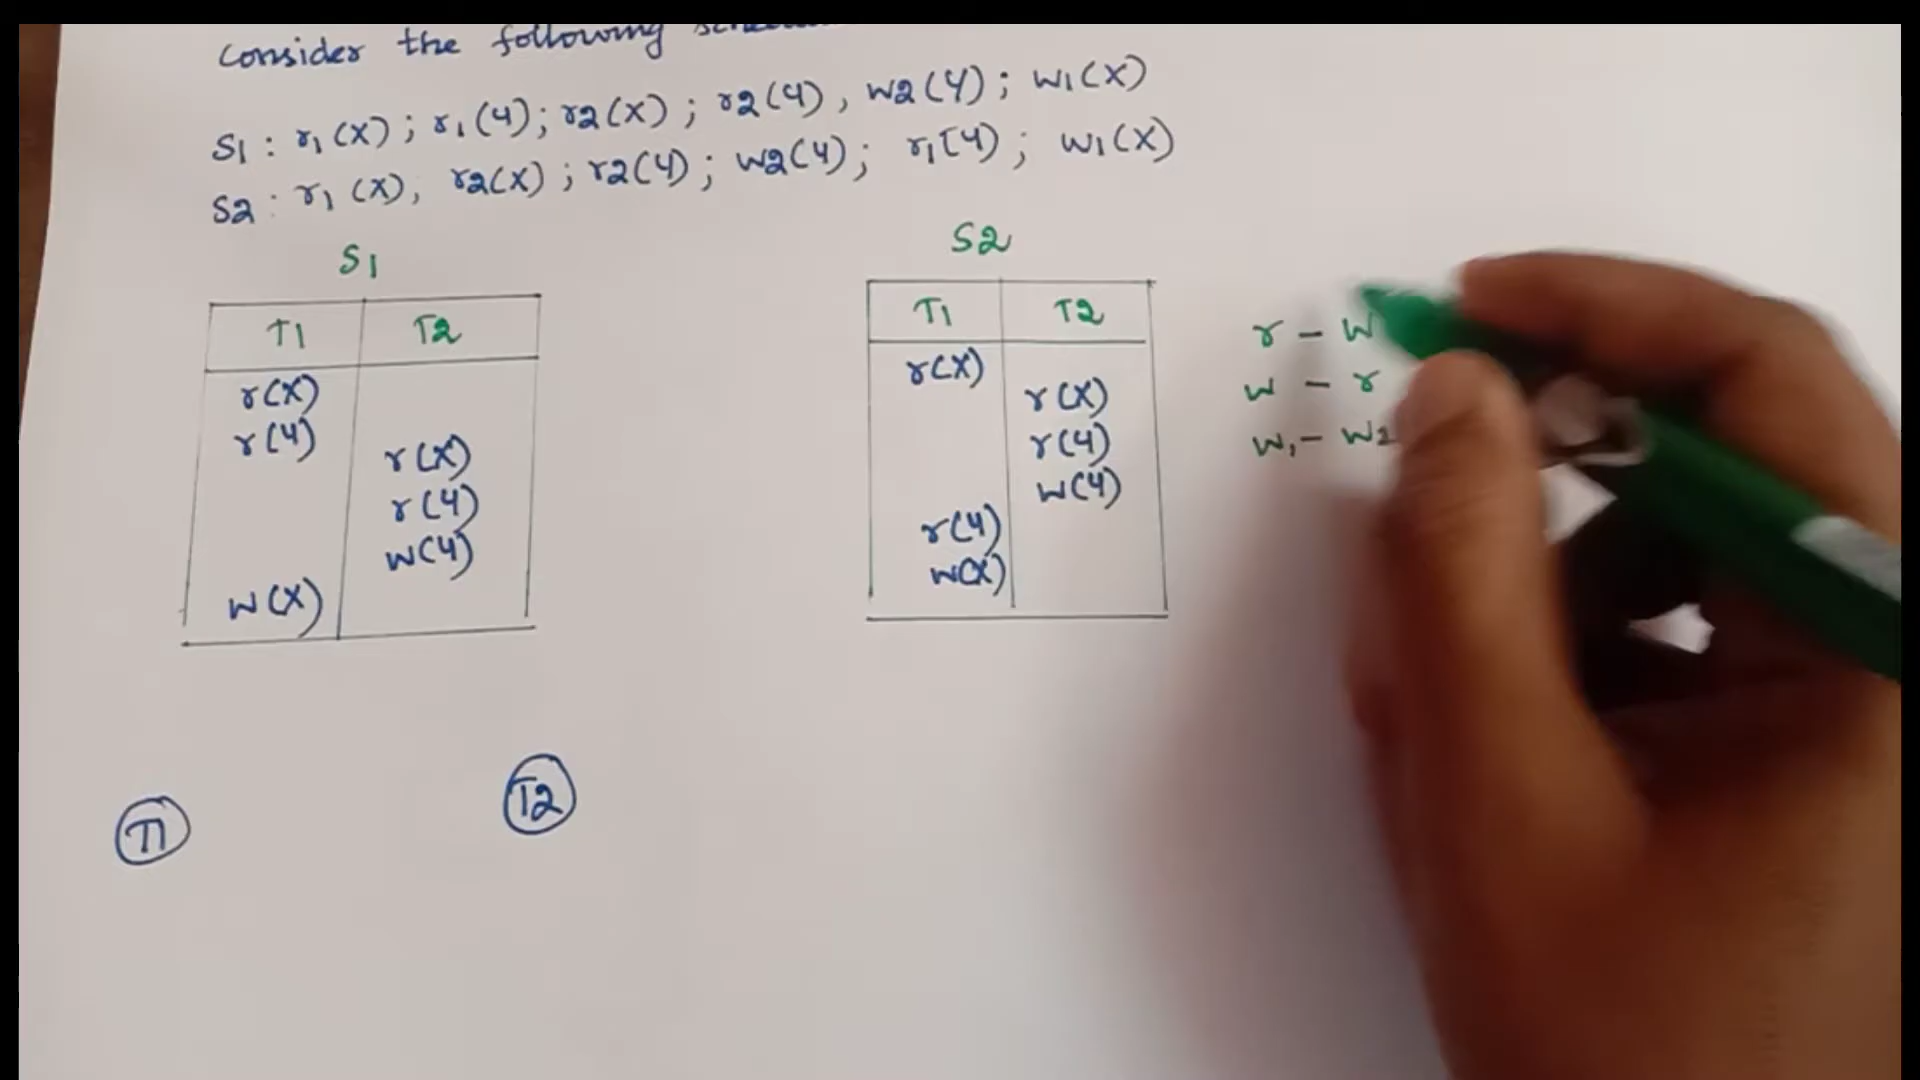 Consider the following
S1 : r1(X) ; r1(Y) ; r2(X) ; r2(Y) , w2(Y) ; w1(X)
S2 : r1(X), r2(X) ; r2(Y) ; w2(Y) ; r1[Y) ; w1(X)
S1
T1 T2
r(X)
r(Y)
r(X)
r(Y)
w(Y)
w(X)
S2
T1 T2
r(X)
r(X)
r(Y)
w(Y)
r(Y)
w(X)
r - w
w - r
w1 - w2
T1 T2